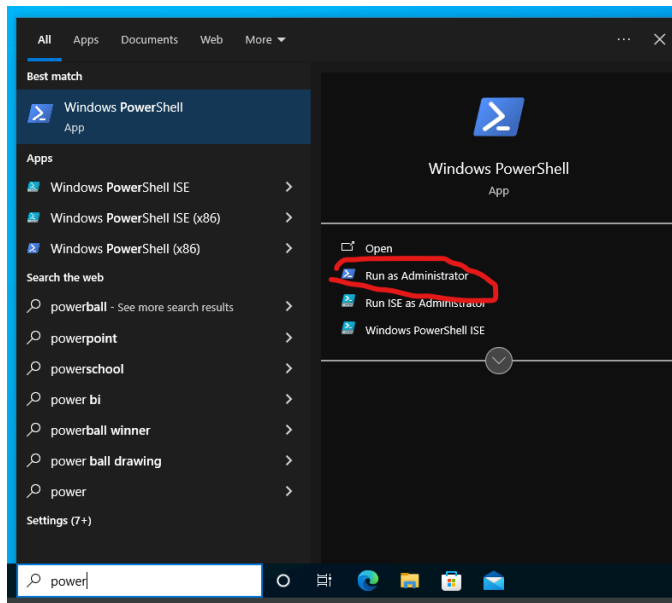 All Apps Documents Web More
Best match
Windows PowerShell
App
Apps
Windows PowerShell ISE
Windows PowerShell ISE (x86)
Windows PowerShell (x86)
Search the web
powerball - See more search results
powerpoint
powerschool
power bi
powerball winner
power ball drawing
power
Settings (7+)
Windows PowerShell
App
Open
Run as Administrator
Run ISE as Administrator
Windows PowerShell ISE
power